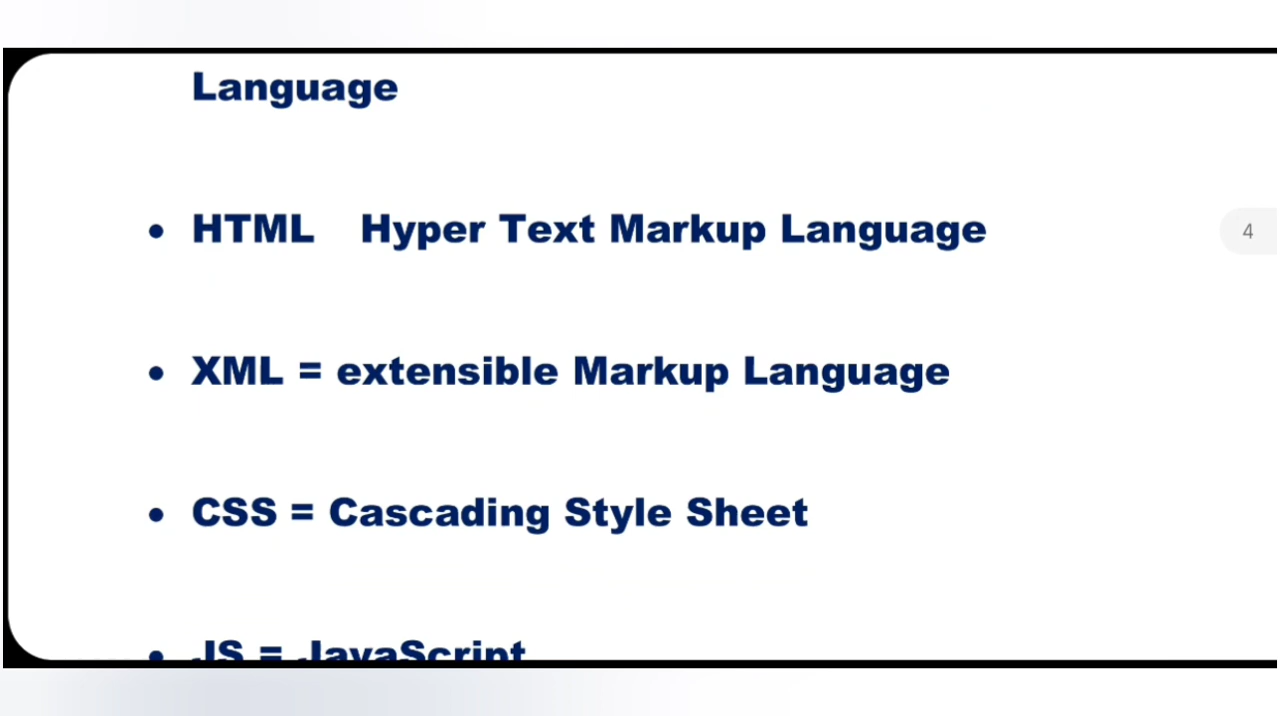 Language
• HTML Hyper Text Markup Language
4
• XML = extensible Markup Language
• CSS = Cascading Style Sheet
• JS = JavaScript